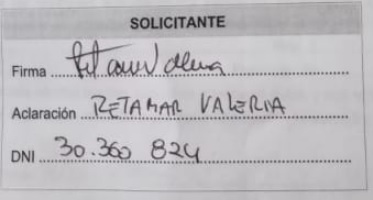 SOLICITANTE
Firma
Aclaración RETAMAR VALERIA
DNI 30.360 824